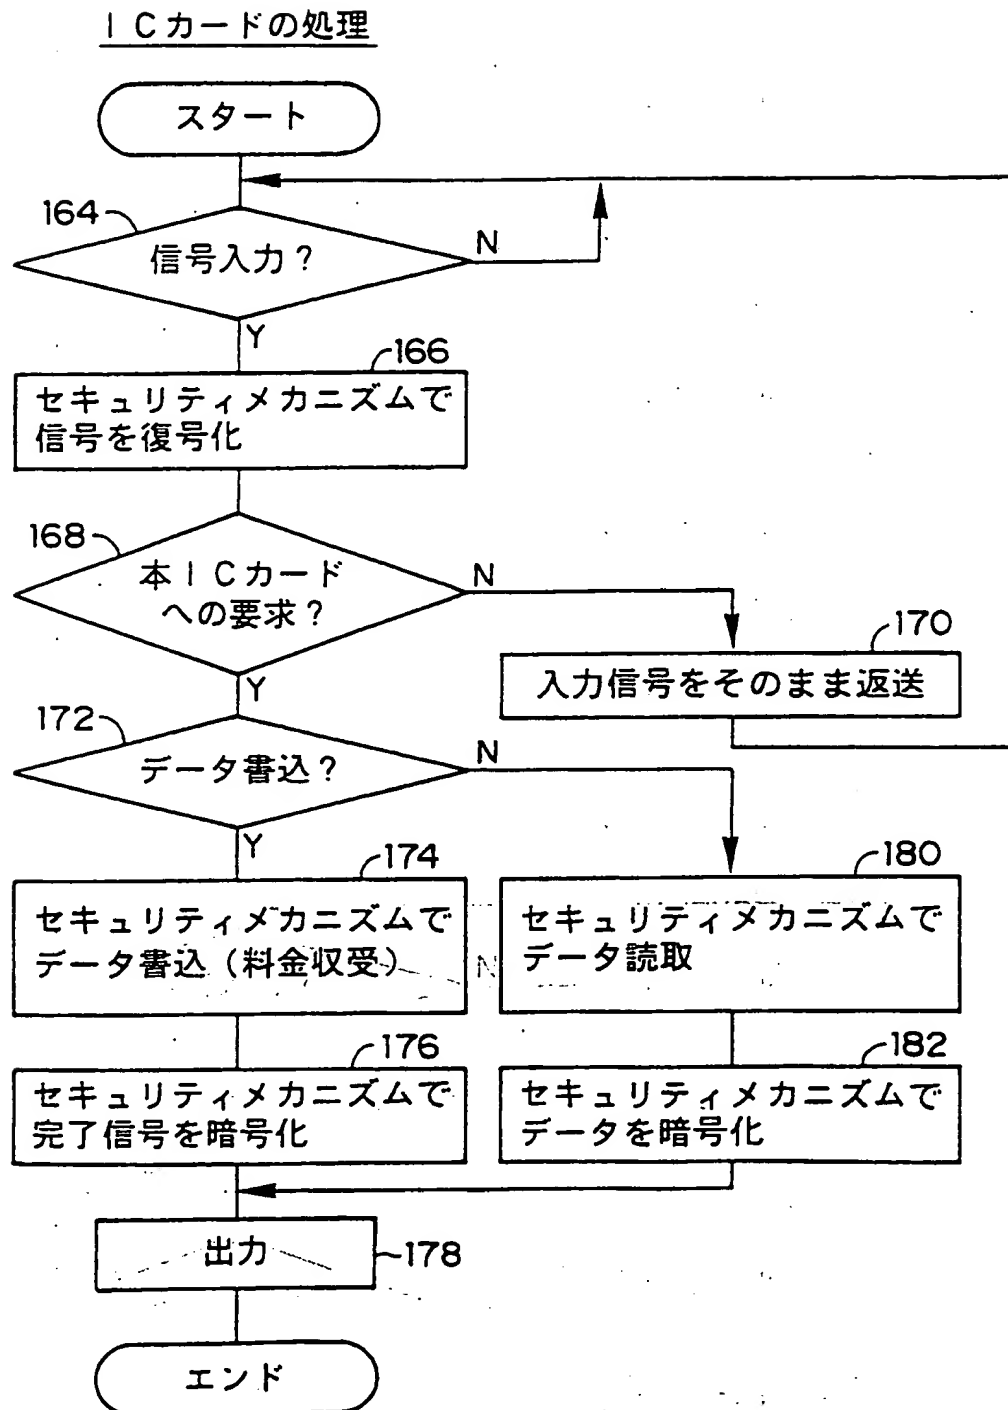 ICカードの処理
スタート
164
信号入力？
N
Y
166
セキュリティメカニズムで
信号を復号化
168
本ICカード
への要求？
N
Y
170
入力信号をそのまま返送
172
データ書込？
N
Y
174
セキュリティメカニズムで
データ書込（料金収受）
180
セキュリティメカニズムで
データ読取
176
セキュリティメカニズムで
完了信号を暗号化
182
セキュリティメカニズムで
データを暗号化
出力
178
エンド